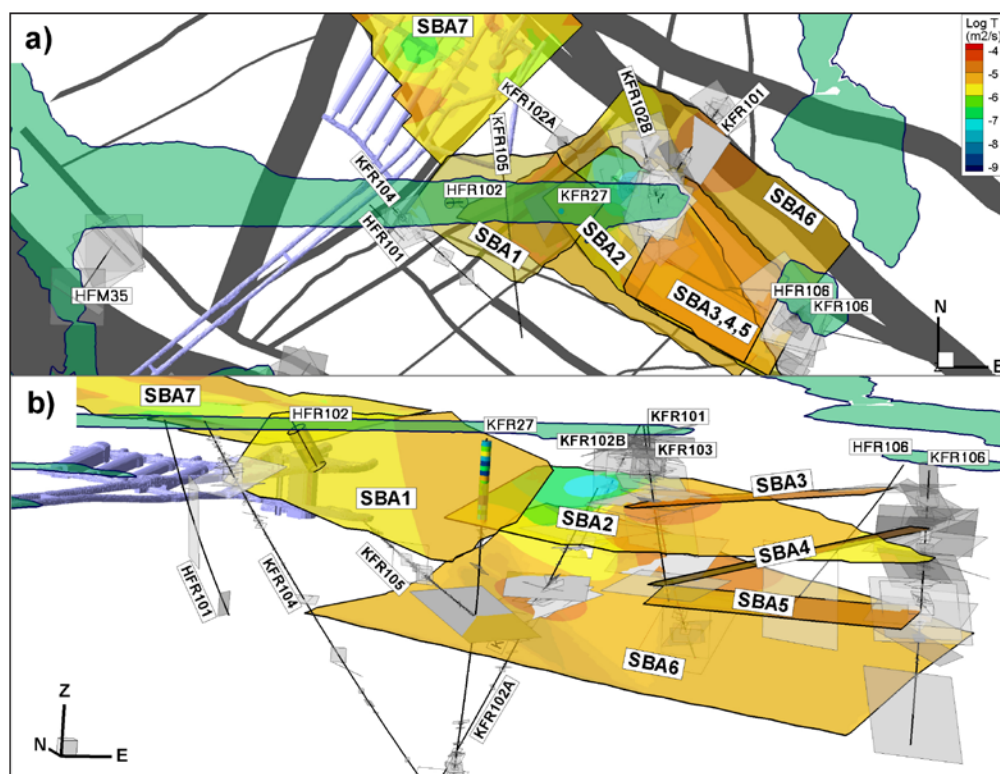 a)
SBA7
Log T
(m2/s)
-4
-5
-6
-7
-8
-9
KFR102A
KFR102B
KFR101
KFR105
KFR104
HFR102
KFR27
HFR101
SBA1
SBA2
SBA6
SBA3,4,5
HFM35
HFR106
KFR106
N
E
b)
SBA7
HFR102
KFR27
KFR101
KFR102B
KFR103
HFR106
KFR106
SBA3
SBA1
SBA2
SBA4
KFR105
SBA5
HFR101
KFR104
SBA6
KFR102A
Z
N
E